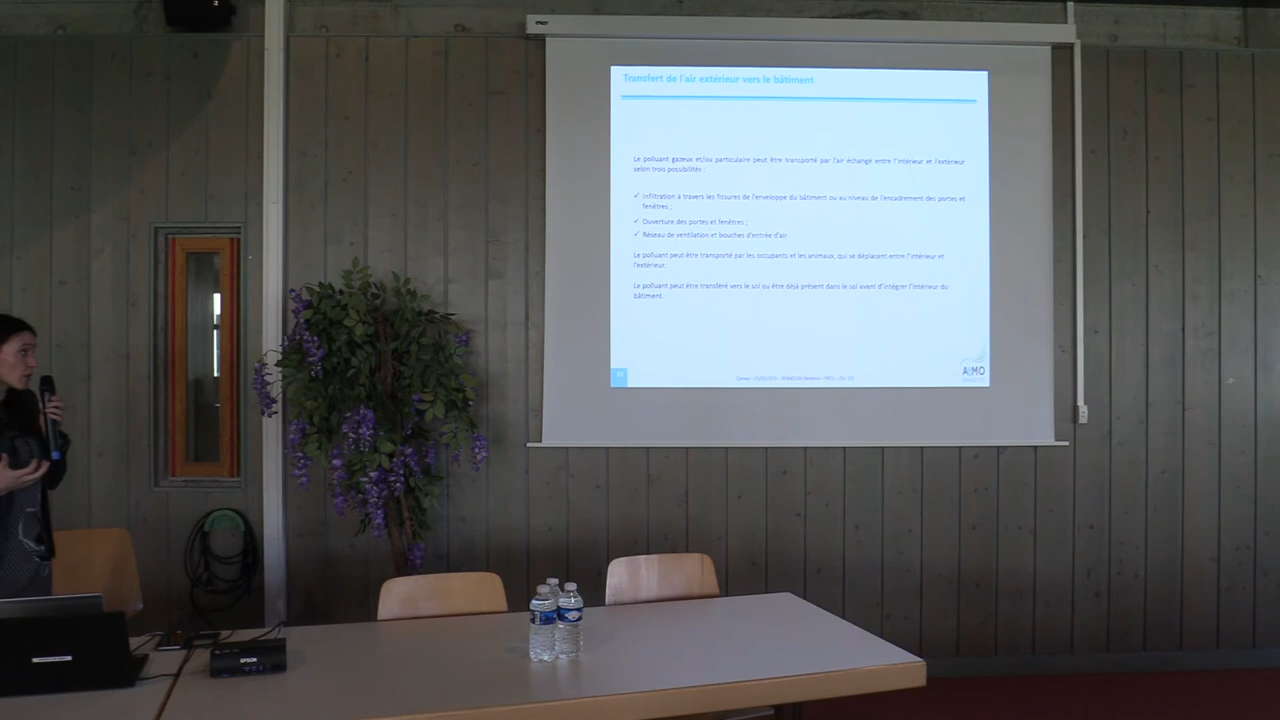 Transfert de l'air extérieur vers le bâtiment
Le polluant gazeux et/ou particulaire peut être transporté par l'air échangé entre l'intérieur et l'extérieur
selon trois possibilités :
✓ Infiltration à travers les fissures de l'enveloppe du bâtiment ou au niveau de l'encadrement des portes et
fenêtres ;
✓ Ouverture des portes et fenêtres ;
✓ Réseau de ventilation et bouches d'entrée d'air
Le polluant peut être transporté par les occupants et les animaux, qui se déplacent entre l'intérieur et
l'extérieur.
Le polluant peut être transféré vers le sol ou être déjà présent dans le sol avant d'intégrer l'intérieur du
bâtiment.
EPSON